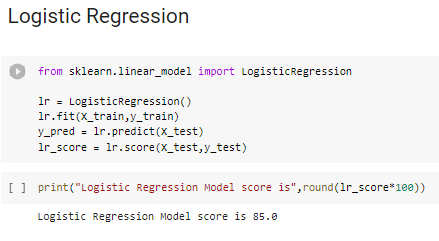 Logistic Regression
from sklearn.linear_model import LogisticRegression
lr = LogisticRegression()
lr.fit(X_train,y_train)
y_pred = lr.predict(X_test)
lr_score = lr.score(X_test,y_test)
[ ] print("Logistic Regression Model score is",round(lr_score*100))
Logistic Regression Model score is 85.0